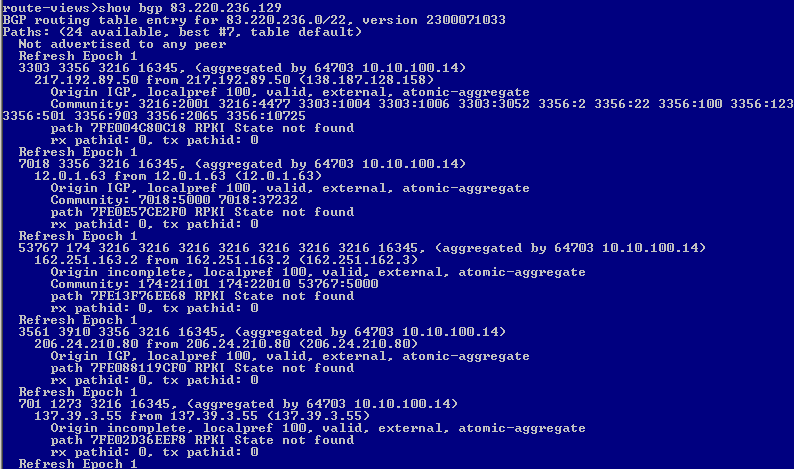 route-views>show bgp 83.220.236.129
BGP routing table entry for 83.220.236.0/22, version 2300071033
Paths: (24 available, best #7, table default)
  Not advertised to any peer
  Refresh Epoch 1
  3303 3356 3216 16345, (aggregated by 64703 10.10.100.14)
    217.192.89.50 from 217.192.89.50 (138.187.128.158)
      Origin IGP, localpref 100, valid, external, atomic-aggregate
      Community: 3216:2001 3216:4477 3303:1004 3303:1006 3303:3052 3356:2 3356:22 3356:100 3356:123
3356:501 3356:903 3356:2065 3356:10725
      path 7FE004C80C18 RPKI State not found
      rx pathid: 0, tx pathid: 0
  Refresh Epoch 1
  7018 3356 3216 16345, (aggregated by 64703 10.10.100.14)
    12.0.1.63 from 12.0.1.63 (12.0.1.63)
      Origin IGP, localpref 100, valid, external, atomic-aggregate
      Community: 7018:5000 7018:37232
      path 7FE0E57CE2F0 RPKI State not found
      rx pathid: 0, tx pathid: 0
  Refresh Epoch 1
  53767 174 3216 3216 3216 3216 3216 3216 3216 16345, (aggregated by 64703 10.10.100.14)
    162.251.163.2 from 162.251.163.2 (162.251.162.3)
      Origin incomplete, localpref 100, valid, external, atomic-aggregate
      Community: 174:21101 174:22010 53767:5000
      path 7FE13F76EE68 RPKI State not found
      rx pathid: 0, tx pathid: 0
  Refresh Epoch 1
  3561 3910 3356 3216 16345, (aggregated by 64703 10.10.100.14)
    206.24.210.80 from 206.24.210.80 (206.24.210.80)
      Origin IGP, localpref 100, valid, external, atomic-aggregate
      path 7FE088119CF0 RPKI State not found
      rx pathid: 0, tx pathid: 0
  Refresh Epoch 1
  701 1273 3216 16345, (aggregated by 64703 10.10.100.14)
    137.39.3.55 from 137.39.3.55 (137.39.3.55)
      Origin incomplete, localpref 100, valid, external, atomic-aggregate
      path 7FE02D36EEF8 RPKI State not found
      rx pathid: 0, tx pathid: 0
  Refresh Epoch 1